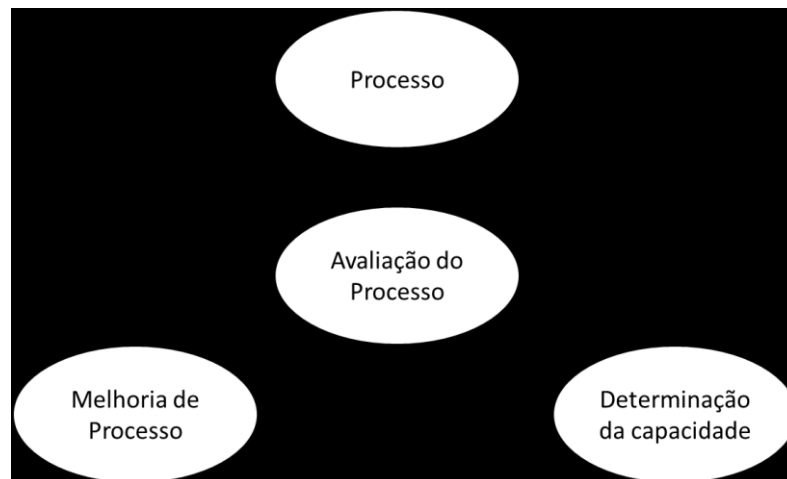 Processo
Avaliação do
Processo
Melhoria de
Processo
Determinação
da capacidade